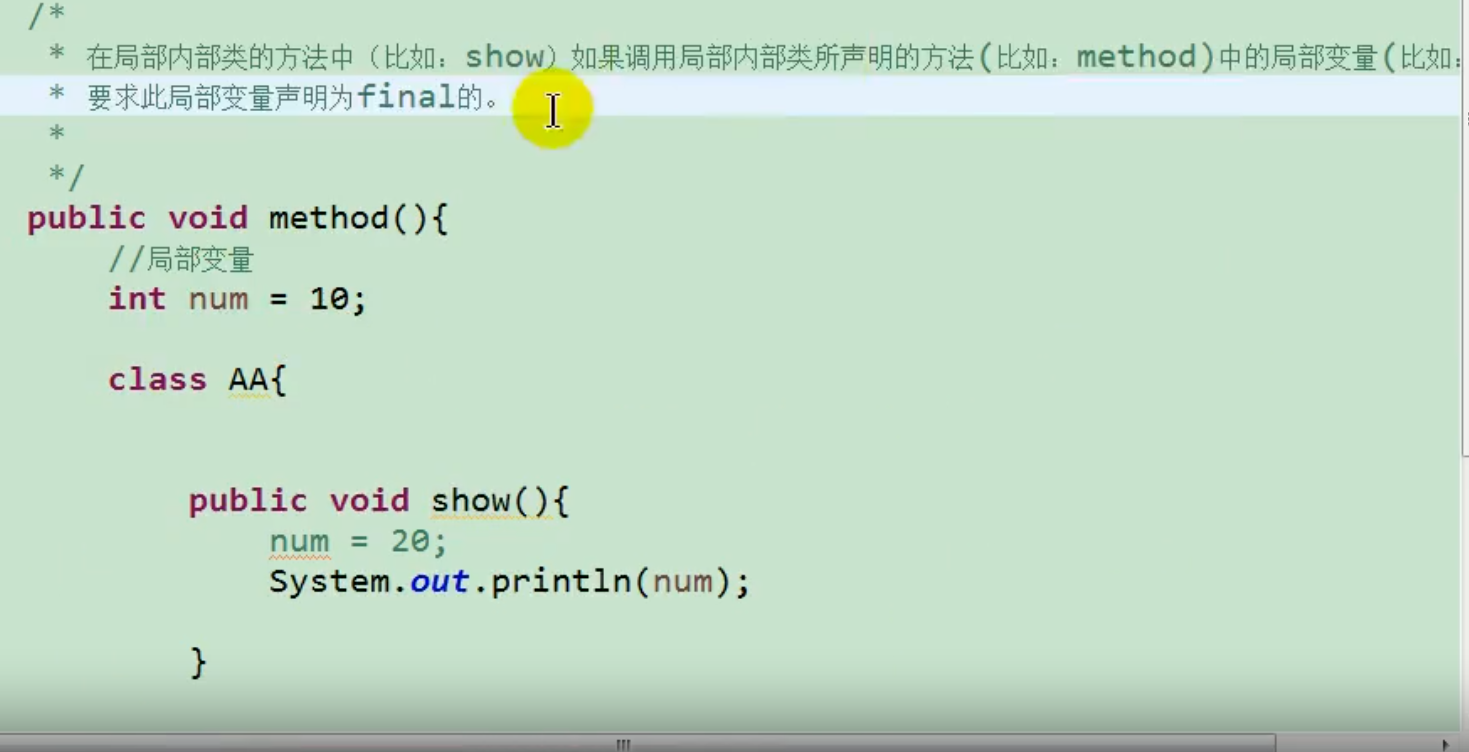 /*
* 在局部内部类的方法中（比如：show）如果调用局部内部类所声明的方法(比如：method)中的局部变量(比如：
* 要求此局部变量声明为final的。
*
*/
public void method(){
//局部变量
int num = 10;
class AA{
public void show(){
num = 20;
System.out.println(num);
}